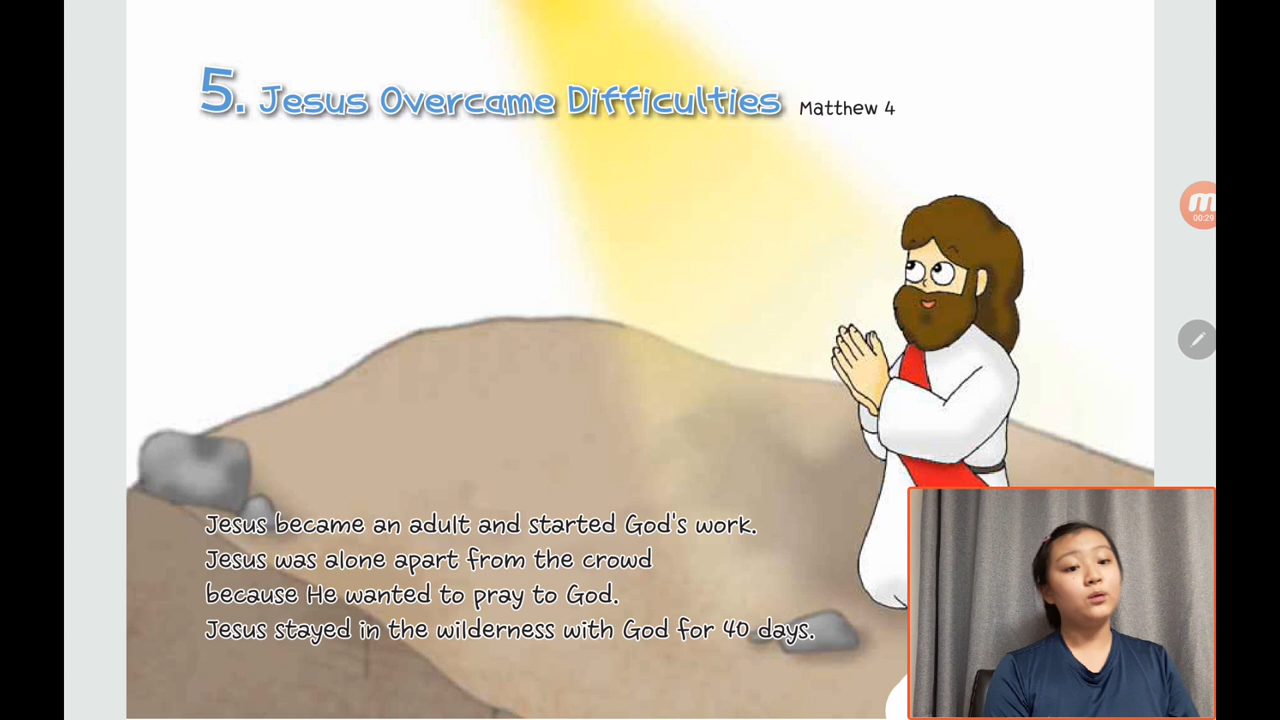 5. Jesus Overcame Difficulties Matthew 4
m
00:29
Jesus became an adult and started God's work.
Jesus was alone apart from the crowd
because He wanted to pray to God.
Jesus stayed in the wilderness with God for 40 days.